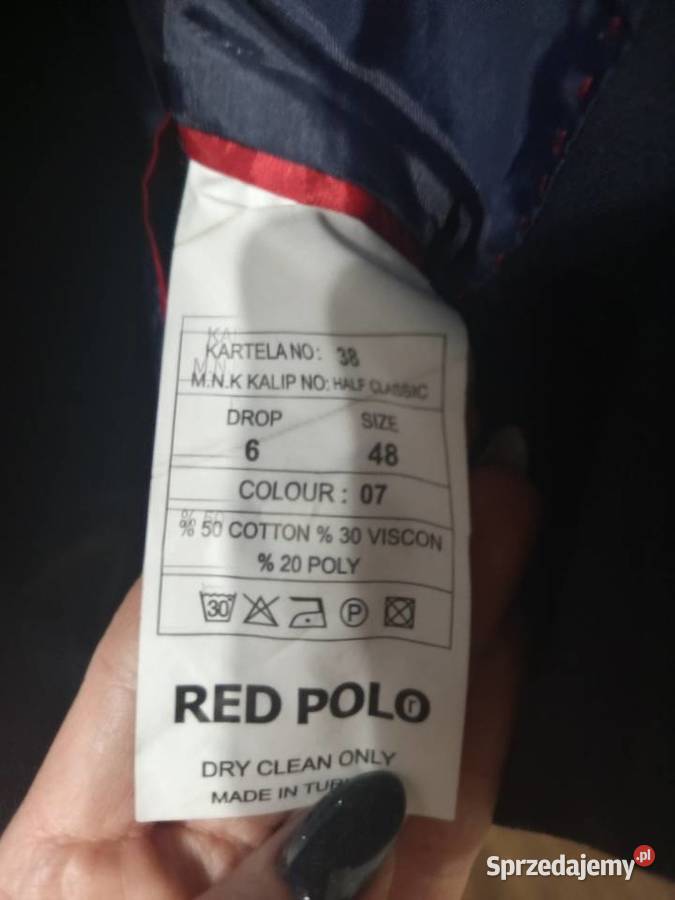 KARTELA NO: 38
M.N.K KALIP NO: HALF CLASSIC
DROP SIZE
6 48
COLOUR : 07
% 50 COTTON % 30 VISCON
% 20 POLY
30 P
RED POLO
DRY CLEAN ONLY
MADE IN
Sprzedajemy.pl